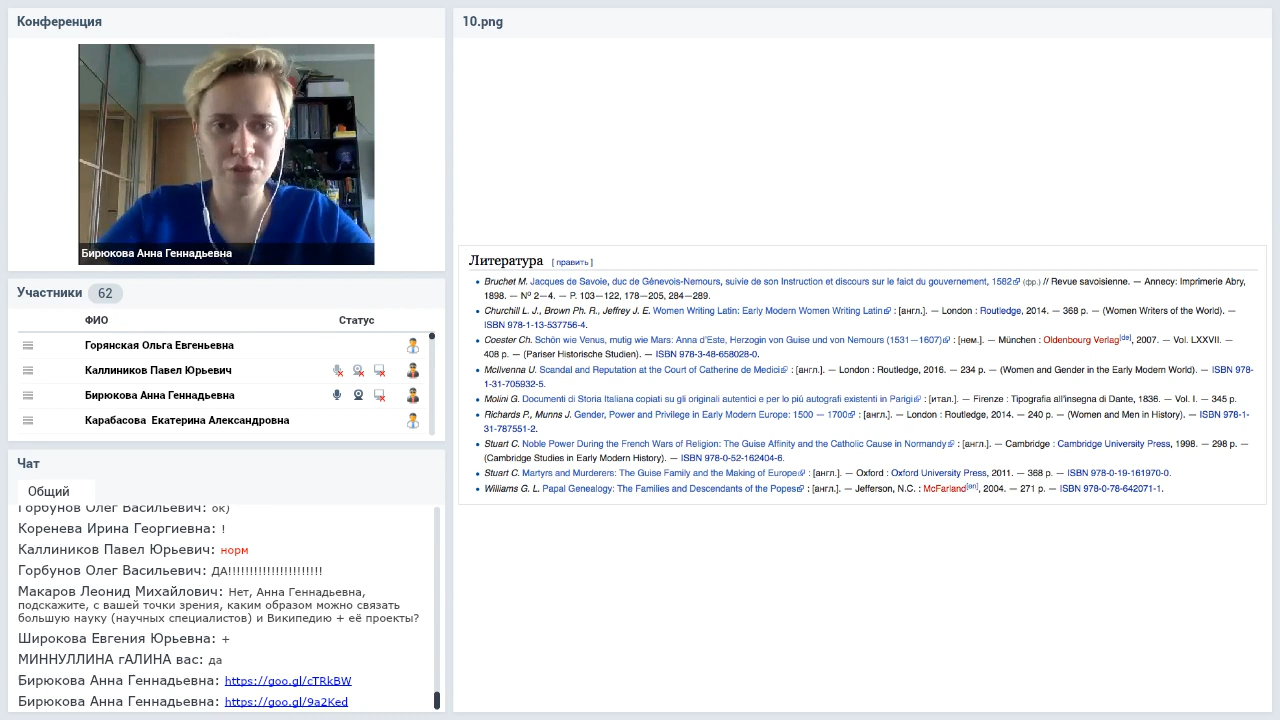 Конференция
Бирюкова Анна Геннадьевна
Участники 62
ФИО Статус
Горянская Ольга Евгеньевна
Каллиников Павел Юрьевич
Бирюкова Анна Геннадьевна
Карабасова Екатерина Александровна
Чат
Общий
Горбунов Олег Васильевич: ок)
Коренева Ирина Георгиевна: !
Каллиников Павел Юрьевич: норм
Горбунов Олег Васильевич: ДА!!!!!!!!!!!!!!!!!!!!!!
Макаров Леонид Михайлович: Нет, Анна Геннадьевна,
подскажите, с вашей точки зрения, каким образом можно связать
большую науку (научных специалистов) и Википедию + её проекты?
Широкова Евгения Юрьевна: +
МИННУЛЛИНА гАЛИНА вас: да
Бирюкова Анна Геннадьевна: https://goo.gl/cTRkBW
Бирюкова Анна Геннадьевна: https://goo.gl/9a2Ked
10.png
Литература [ править ]
Bruchet M. Jacques de Savoie, duc de Génevois-Nemours, suivie de son Instruction et discours sur le faict du gouvernement, 1582 (фр.) // Revue savoisienne. — Annecy: Imprimerie Abry,
1898. — № 2—4. — P. 103—122, 178—205, 284—289.
Churchill L. J., Brown Ph. R., Jeffrey J. E. Women Writing Latin: Early Modern Women Writing Latin : [англ.]. — London : Routledge, 2014. — 368 p. — (Women Writers of the World). —
ISBN 978-1-13-537756-4.
Coester Ch. Schön wie Venus, mutig wie Mars: Anna d'Este, Herzogin von Guise und von Nemours (1531—1607) : [нем.]. — München : Oldenbourg Verlag[de], 2007. — Vol. LXXVII. —
408 p. — (Pariser Historische Studien). — ISBN 978-3-48-658028-0.
McIlvenna U. Scandal and Reputation at the Court of Catherine de Medici : [англ.]. — London : Routledge, 2016. — 234 p. — (Women and Gender in the Early Modern World). — ISBN 978-
1-31-705932-5.
Molini G. Documenti di Storia Italiana copiati su gli originali autentici e per lo più autografi esistenti in Parigi : [итал.]. — Firenze : Tipografia all'insegna di Dante, 1836. — Vol. I. — 345 p.
Richards P., Munns J. Gender, Power and Privilege in Early Modern Europe: 1500 — 1700 : [англ.]. — London : Routledge, 2014. — 240 p. — (Women and Men in History). — ISBN 978-1-
31-787551-2.
Stuart C. Noble Power During the French Wars of Religion: The Guise Affinity and the Catholic Cause in Normandy : [англ.]. — Cambridge : Cambridge University Press, 1998. — 298 p. —
(Cambridge Studies in Early Modern History). — ISBN 978-0-52-162404-6.
Stuart C. Martyrs and Murderers: The Guise Family and the Making of Europe : [англ.]. — Oxford : Oxford University Press, 2011. — 368 p. — ISBN 978-0-19-161970-0.
Williams G. L. Papal Genealogy: The Families and Descendants of the Popes : [англ.]. — Jefferson, N.C. : McFarland[en], 2004. — 271 p. — ISBN 978-0-78-642071-1.